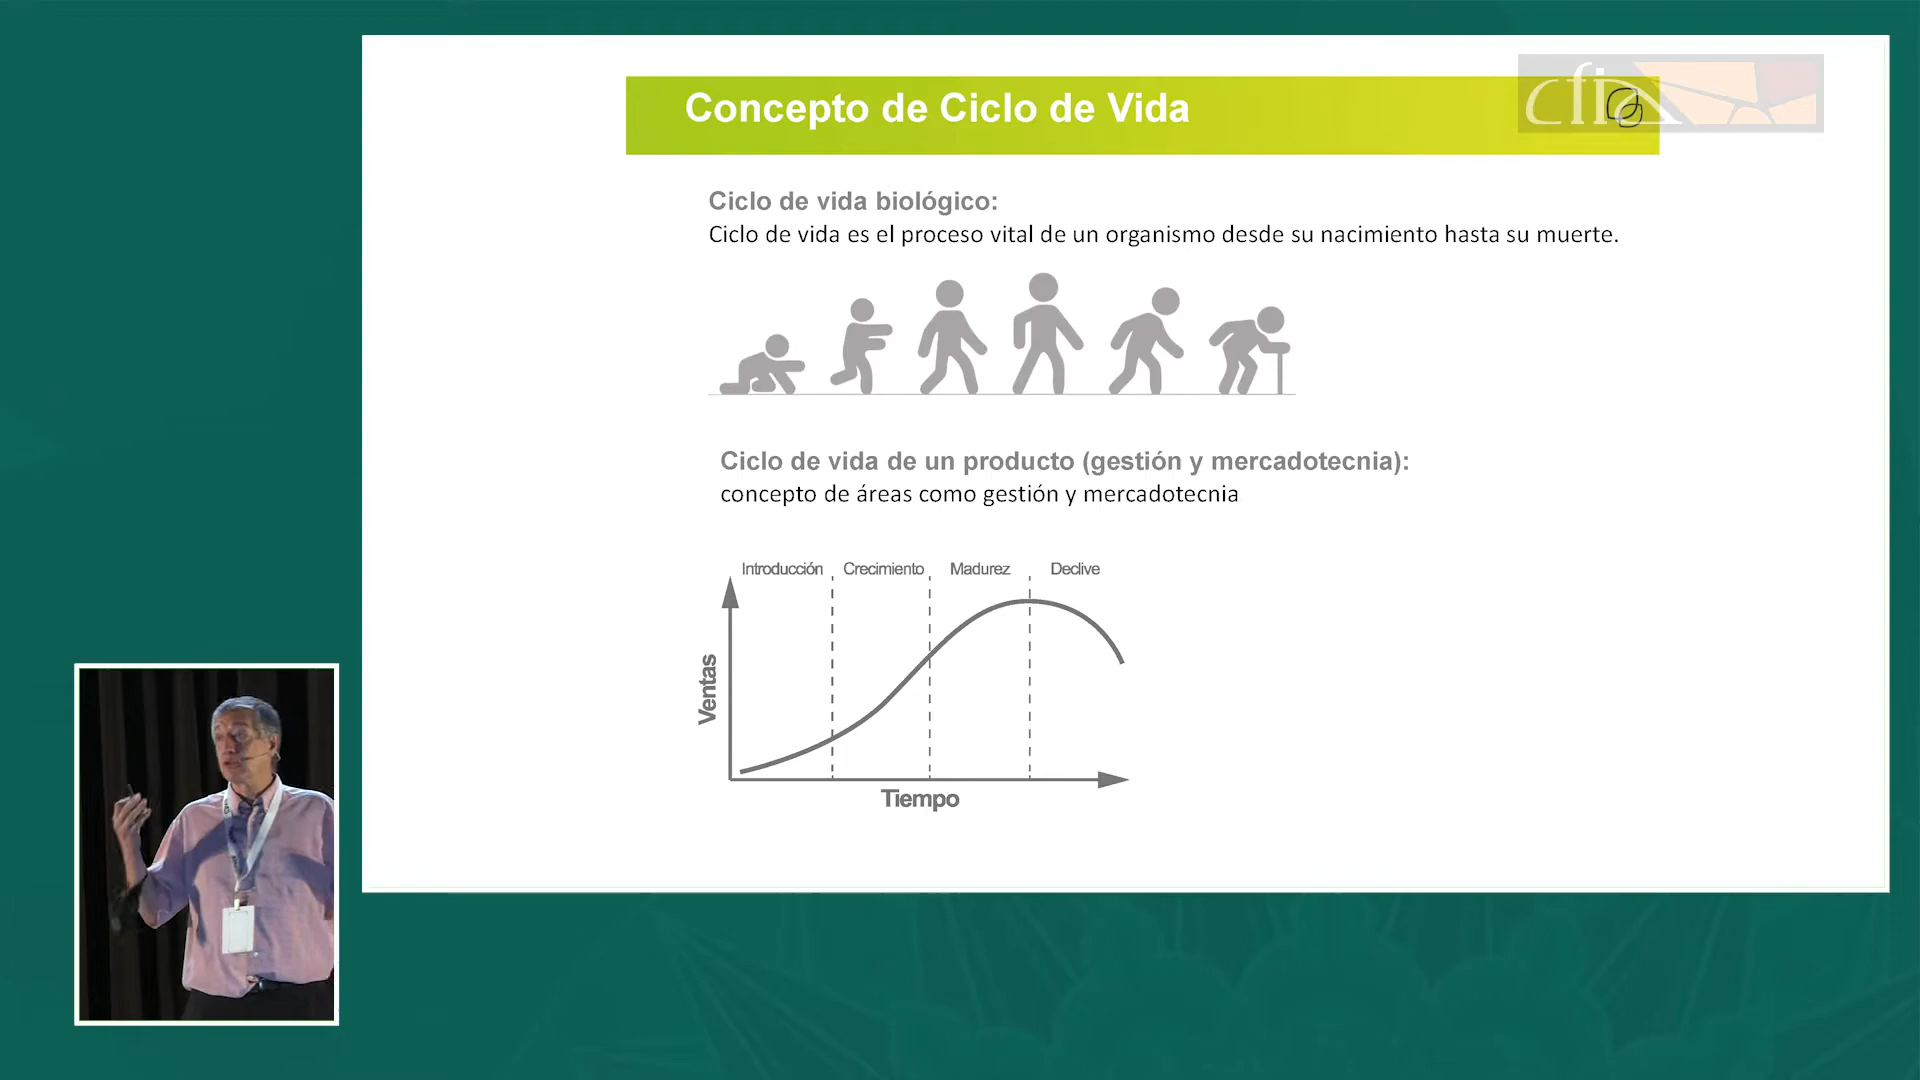 Concepto de Ciclo de Vida
cfia
Ciclo de vida biológico:
Ciclo de vida es el proceso vital de un organismo desde su nacimiento hasta su muerte.
Ciclo de vida de un producto (gestión y mercadotecnia):
concepto de áreas como gestión y mercadotecnia
Introducción Crecimiento Madurez Declive
Ventas
Tiempo